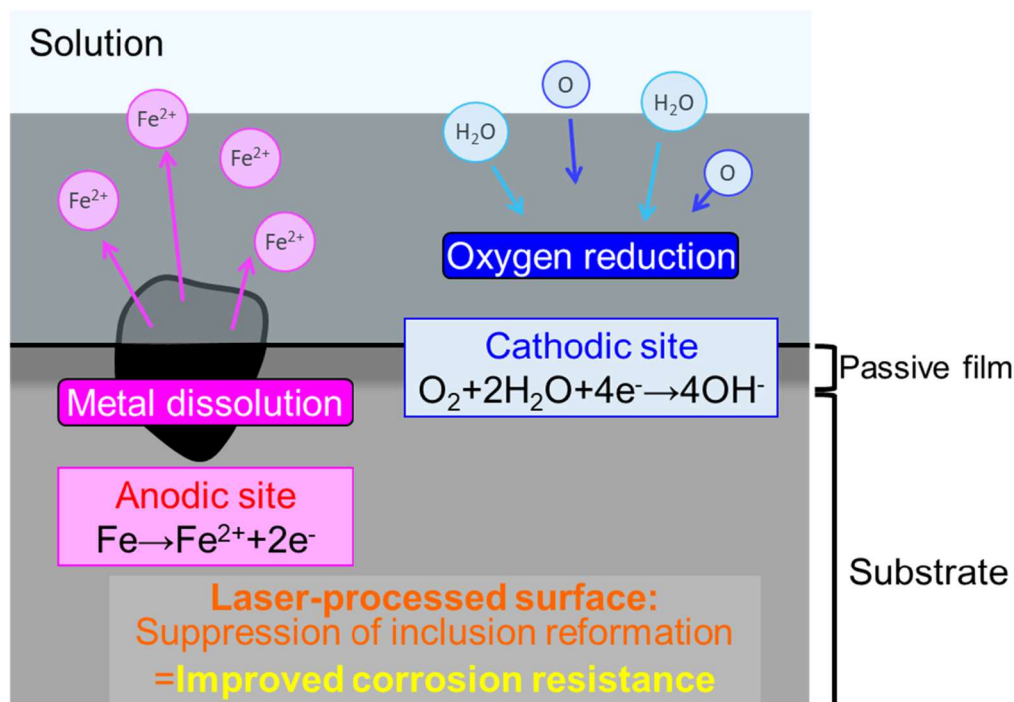 Solution
Fe²⁺
Fe²⁺
Fe²⁺
Fe²⁺
H₂O
O
H₂O
O
Oxygen reduction
Cathodic site
O₂+2H₂O+4e⁻→4OH⁻
Passive film
Metal dissolution
Anodic site
Fe→Fe²⁺+2e⁻
Substrate
Laser-processed surface:
Suppression of inclusion reformation
=Improved corrosion resistance